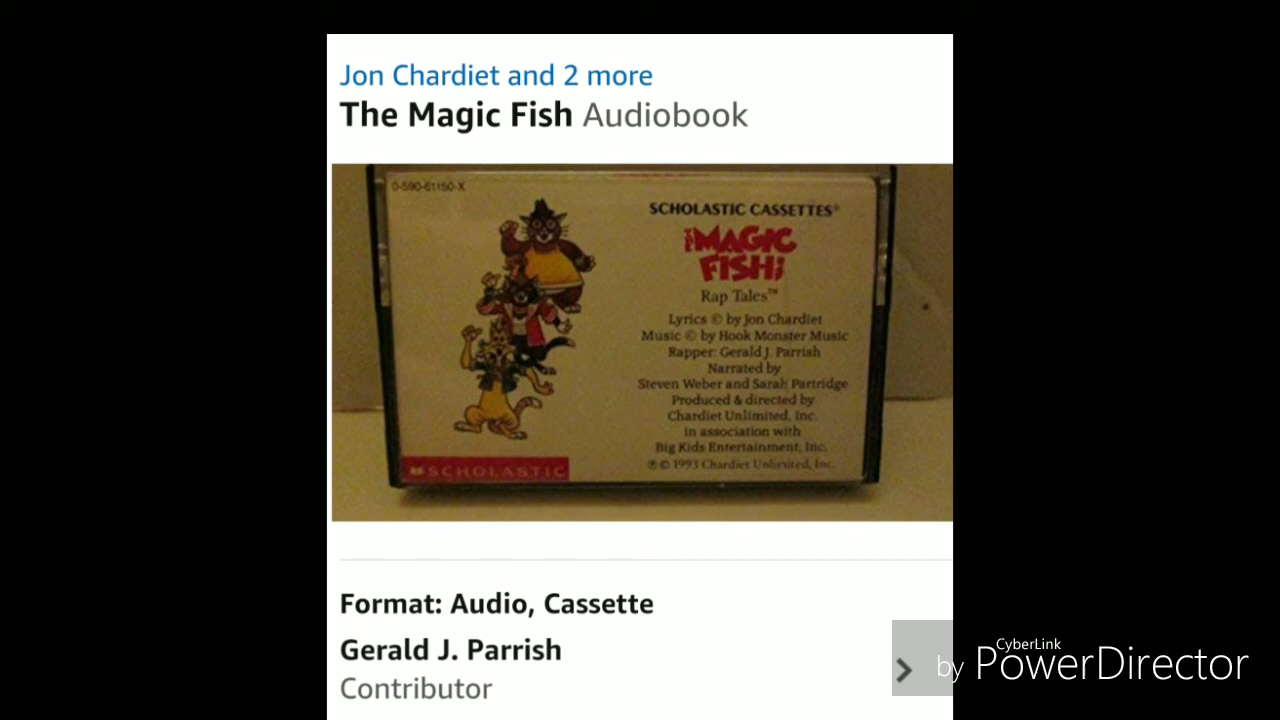 Jon Chardiet and 2 more
The Magic Fish Audiobook
0-590-61150-X
SCHOLASTIC CASSETTES®
THE MAGIC
FISH
Rap Tales™
Lyrics © by Jon Chardiet
Music © by Hook Monster Music
Rapper: Gerald J. Parrish
Narrated by
Steven Weber and Sarah Partridge
Produced & directed by
Chardiet Unlimited, Inc.
in association with
Big Kids Entertainment, Inc.
℗© 1993 Chardiet Unlimited, Inc.
SCHOLASTIC
Format: Audio, Cassette
Gerald J. Parrish
Contributor
by CyberLink
PowerDirector